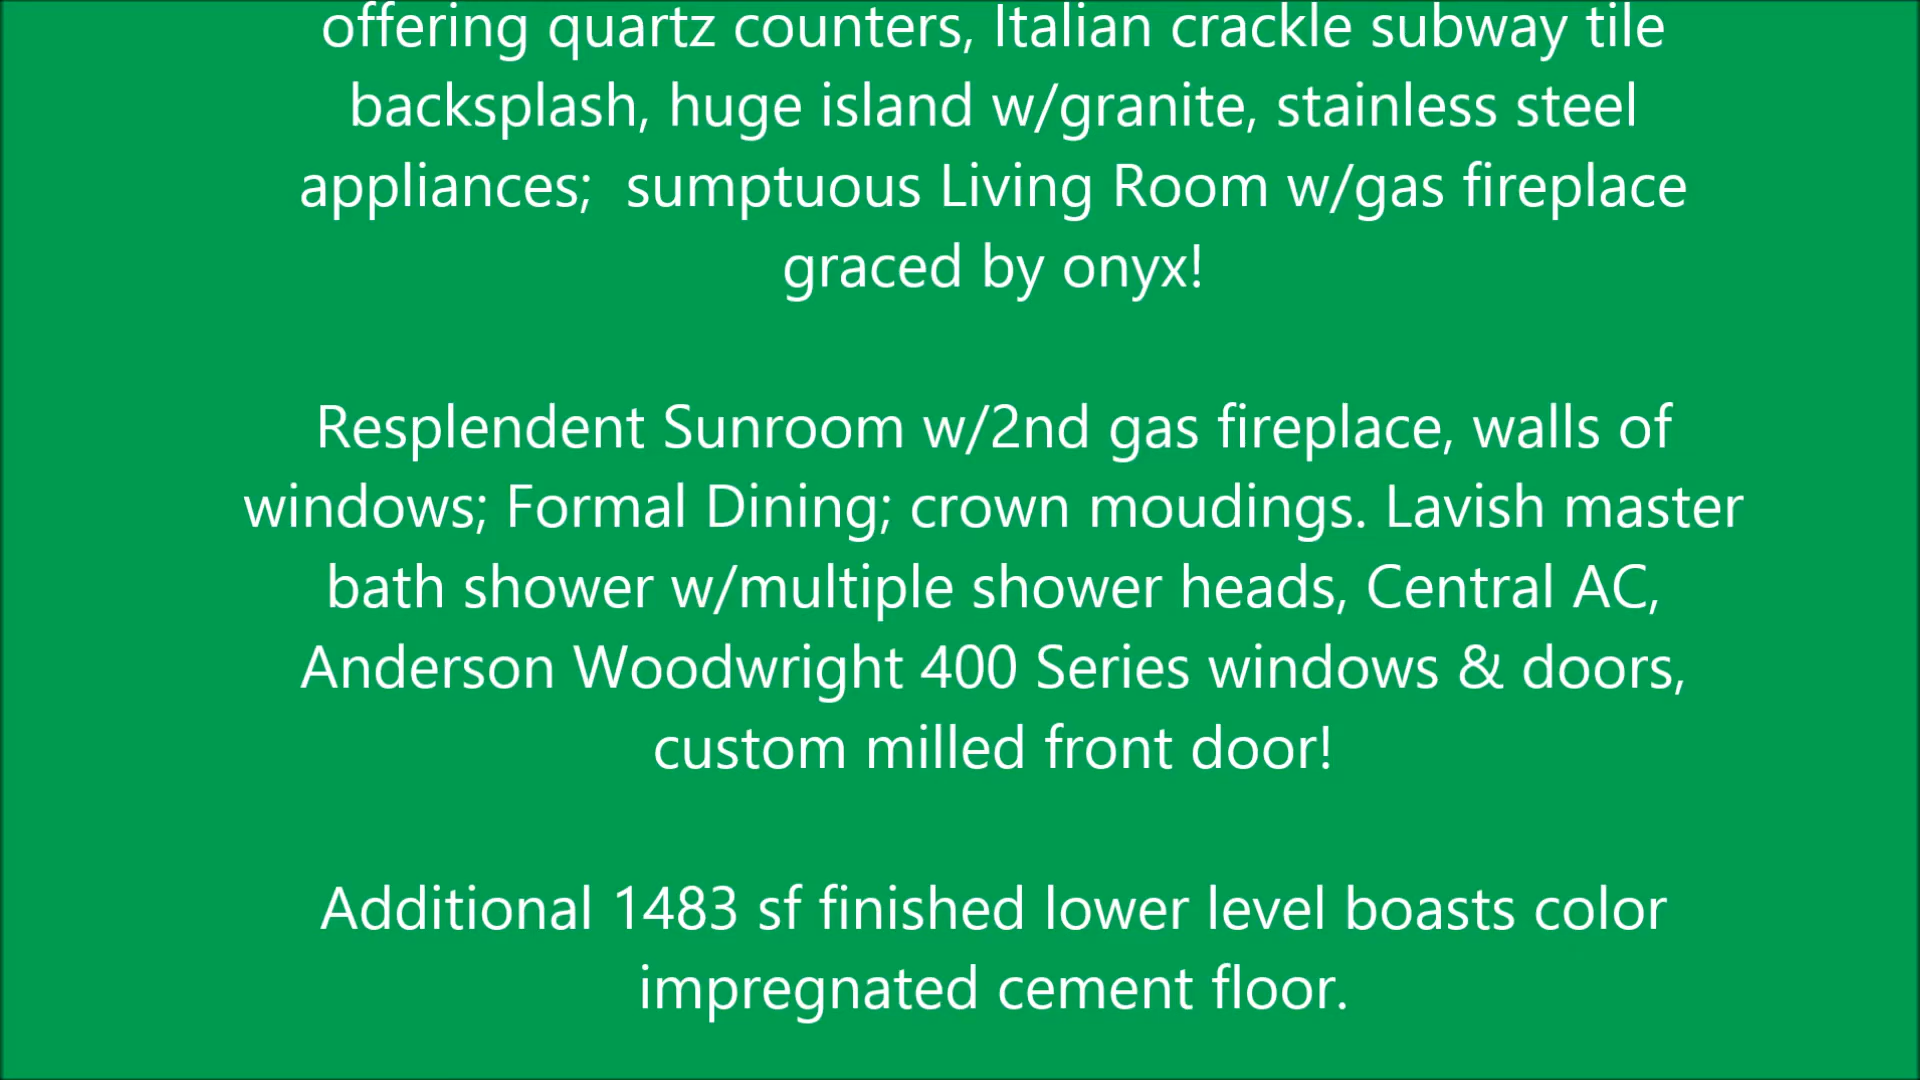 offering quartz counters, Italian crackle subway tile
backsplash, huge island w/granite, stainless steel
appliances;  sumptuous Living Room w/gas fireplace
graced by onyx!
Resplendent Sunroom w/2nd gas fireplace, walls of
windows; Formal Dining; crown moudings. Lavish master
bath shower w/multiple shower heads, Central AC,
Anderson Woodwright 400 Series windows & doors,
custom milled front door!
Additional 1483 sf finished lower level boasts color
impregnated cement floor.